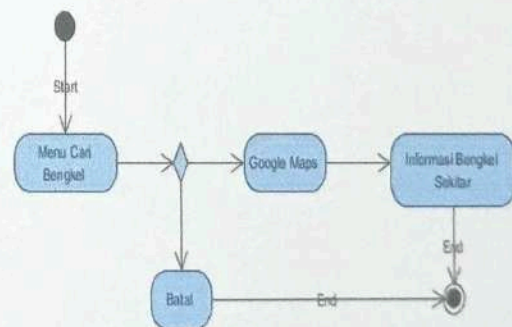 Start
Menu Cari
Bengkel
Google Maps
Informasi Bengkel
Sekitar
End
Batal
End